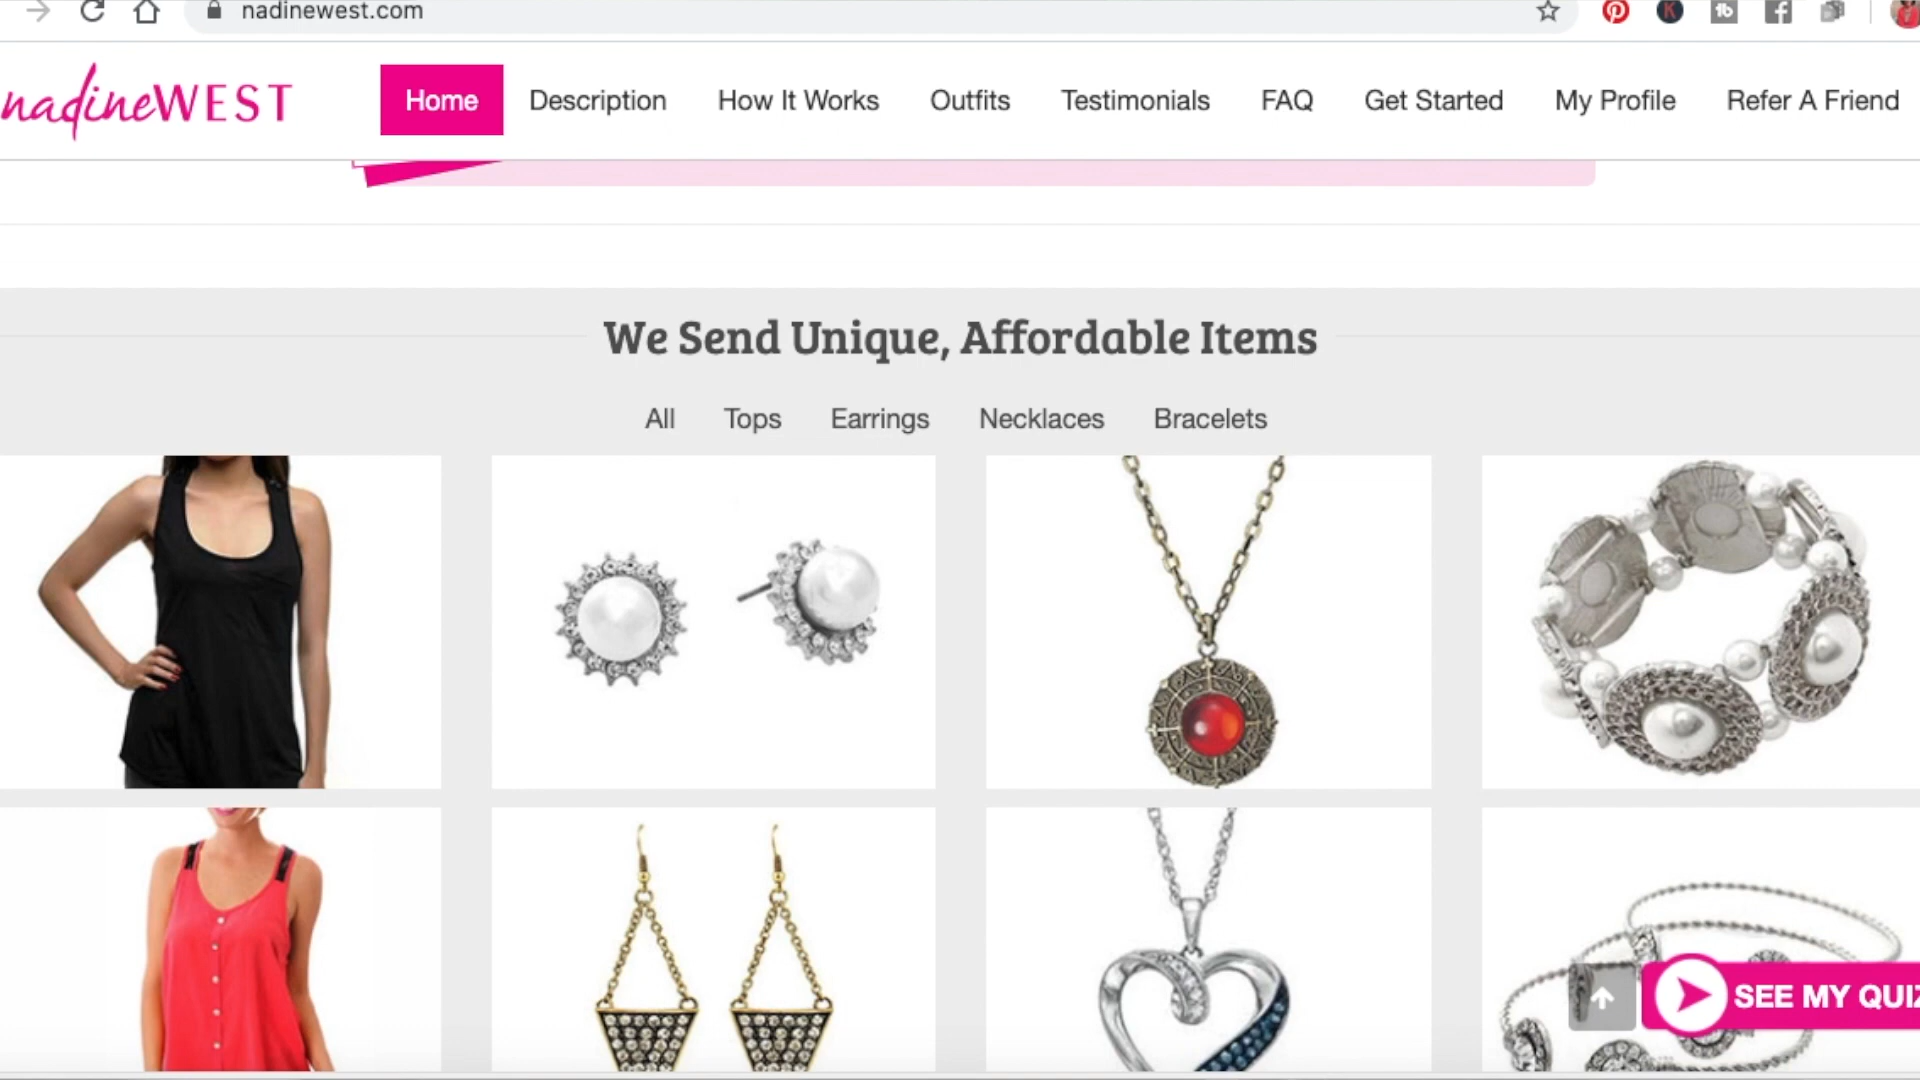 nadinewest.com
nadineWEST
Home Description How It Works Outfits Testimonials FAQ Get Started My Profile Refer A Friend
We Send Unique, Affordable Items
All Tops Earrings Necklaces Bracelets
SEE MY QUIZ